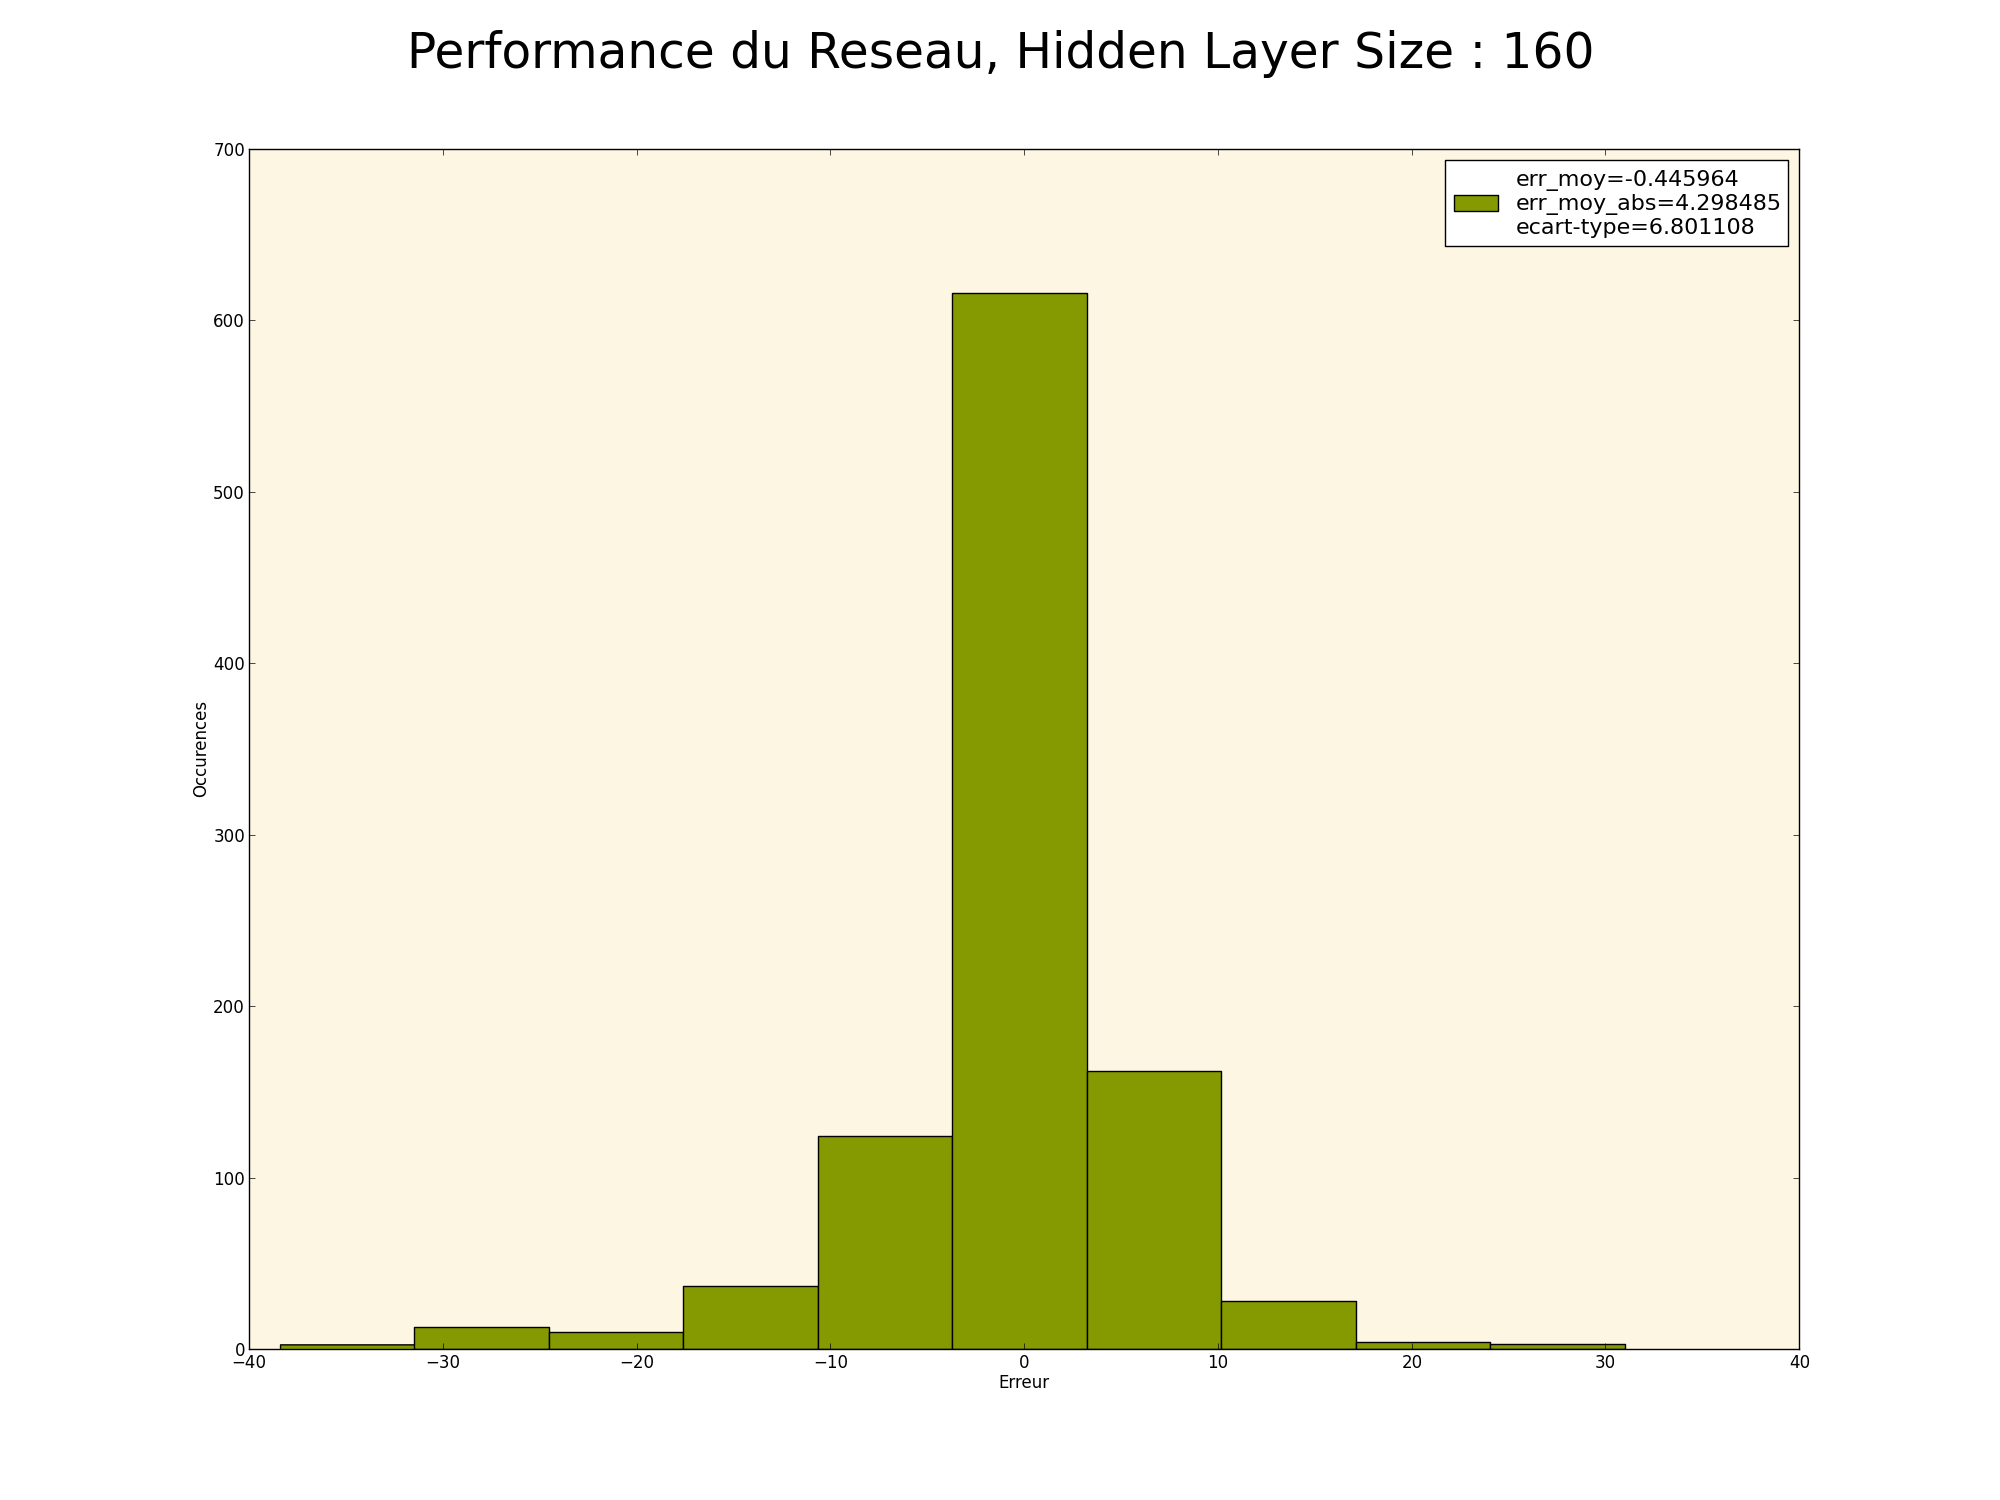 Performance du Reseau, Hidden Layer Size : 160
err_moy=-0.445964
err_moy_abs=4.298485
ecart-type=6.801108
700
600
500
400
300
200
100
0
Occurences
−40 −30 −20 −10 0 10 20 30 40
Erreur